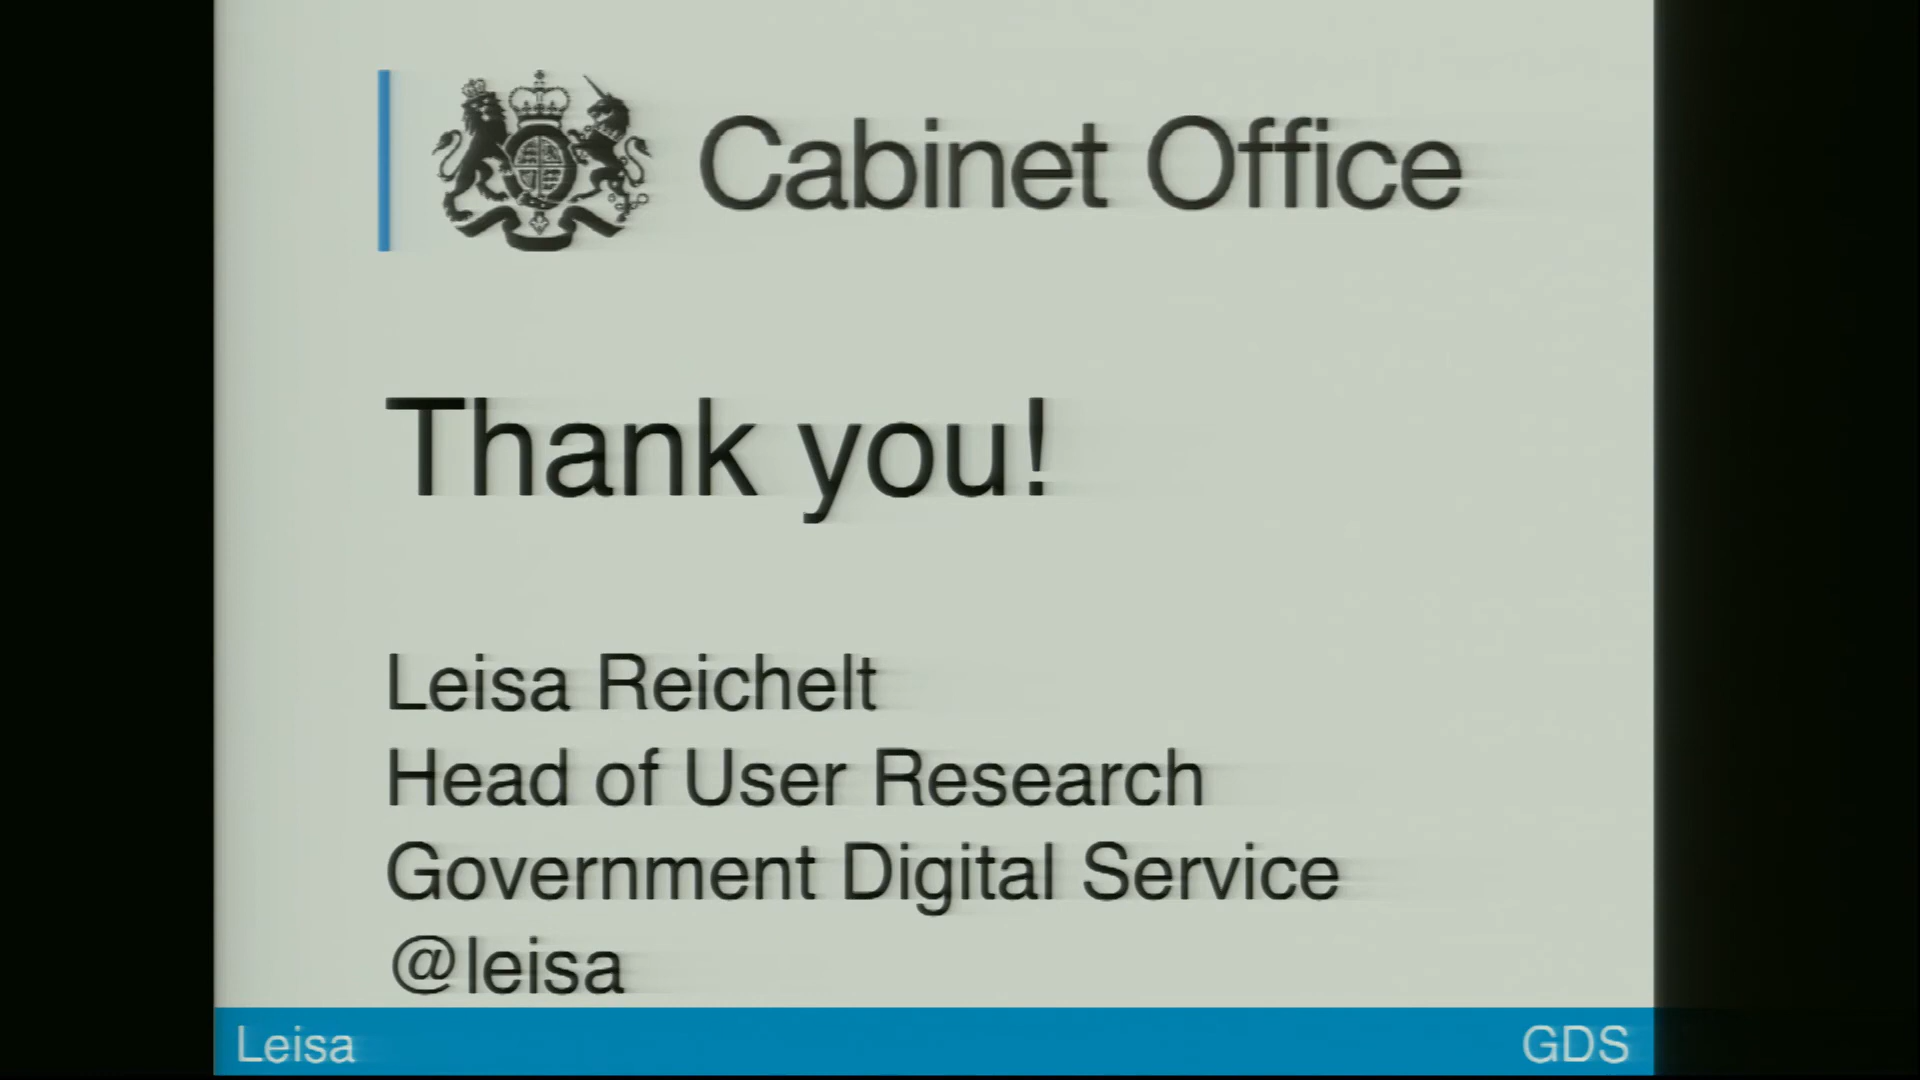 Cabinet Office
Thank you!
Leisa Reichelt
Head of User Research
Government Digital Service
@leisa
Leisa GDS